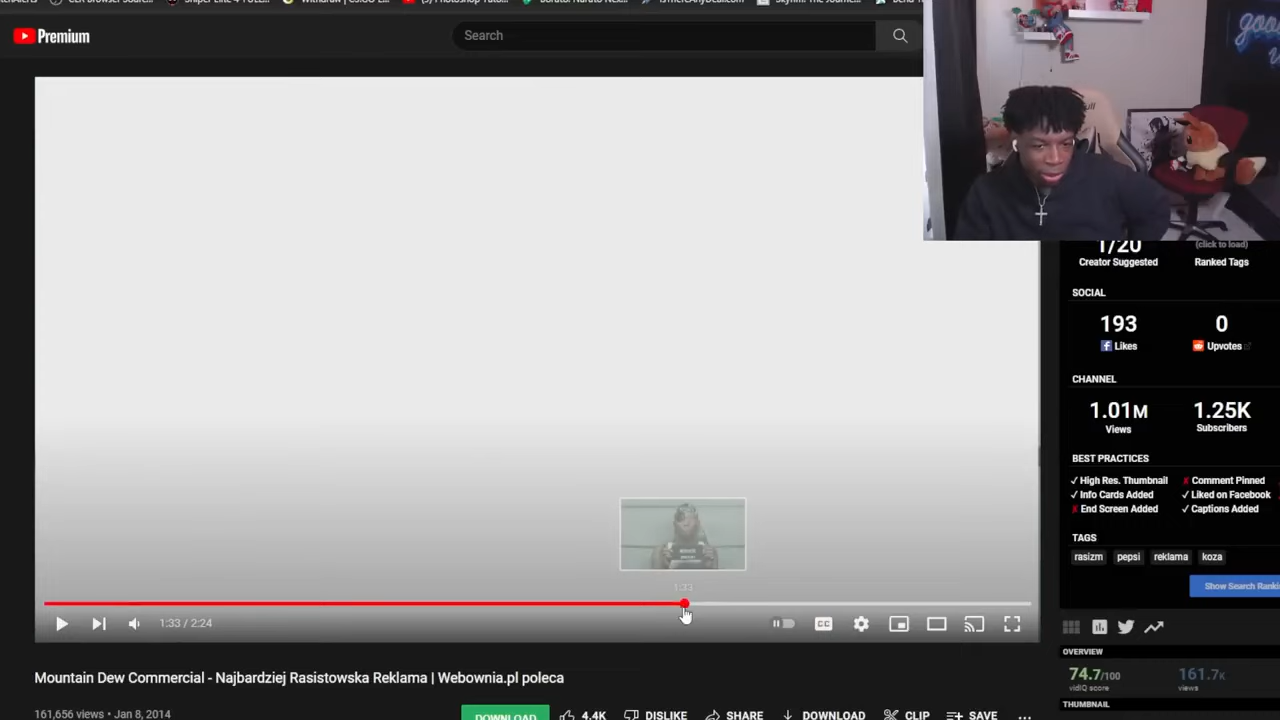 Premium
Search
1/20
Creator Suggested
(click to load)
Ranked Tags
SOCIAL
193
Likes
0
Upvotes
CHANNEL
1.01M
Views
1.25K
Subscribers
BEST PRACTICES
✓ High Res. Thumbnail
✗ Comment Pinned
✓ Info Cards Added
✓ Liked on Facebook
✗ End Screen Added
✓ Captions Added
TAGS
rasizm
pepsi
reklama
koza
Show Search
1:33
1:33 / 2:24
CC
Mountain Dew Commercial - Najbardziej Rasistowska Reklama | Webownia.pl poleca
161,656 views • Jan 8, 2014
DOWNLOAD
4.4K
DISLIKE
SHARE
DOWNLOAD
CLIP
SAVE
OVERVIEW
74.7/100
vidIQ score
161.7K
views
THUMBNAIL